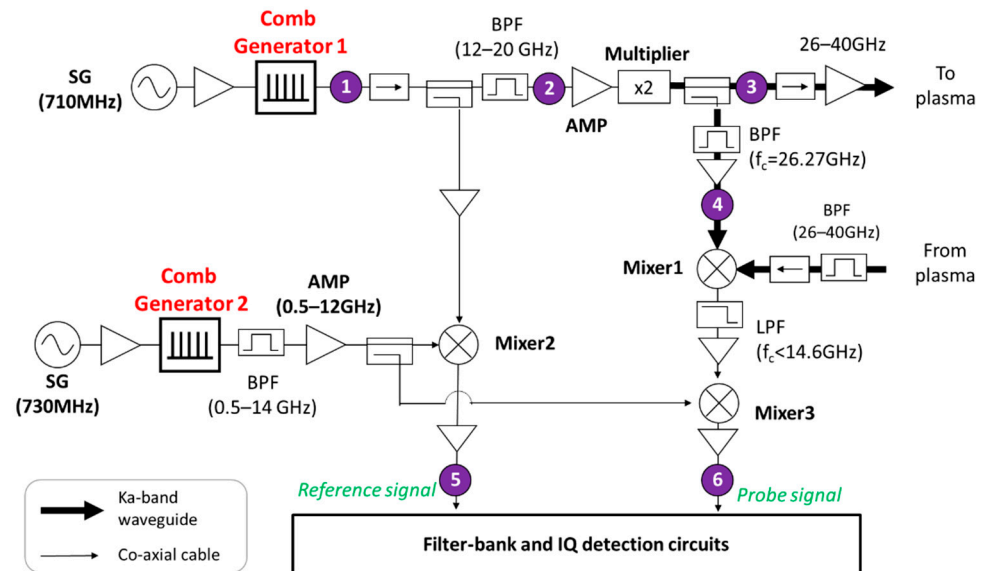 Comb
Generator 1
SG
(710MHz)
1
BPF
(12–20 GHz)
2
AMP
Multiplier
x2
3
26–40GHz
To
plasma
BPF
(fc=26.27GHz)
4
BPF
(26–40GHz)
From
plasma
Mixer1
LPF
(fc<14.6GHz)
Comb
Generator 2
AMP
(0.5–12GHz)
Mixer2
SG
(730MHz)
BPF
(0.5–14 GHz)
Mixer3
Reference signal
5
6
Probe signal
Ka-band
waveguide
Co-axial cable
Filter-bank and IQ detection circuits